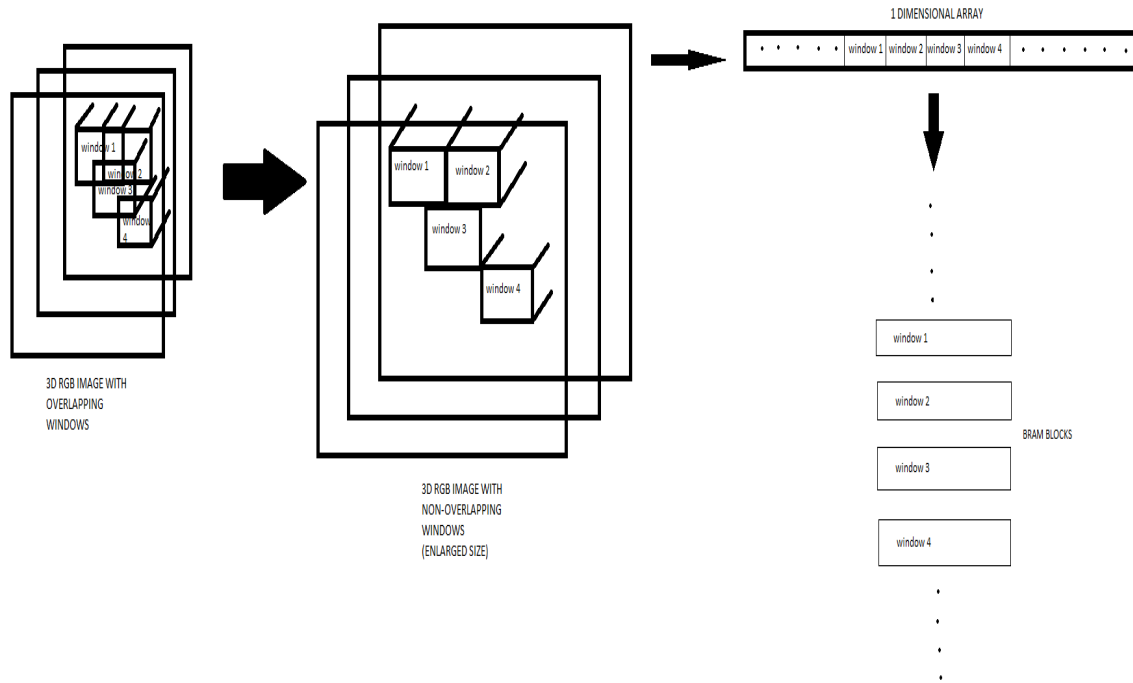 window 1
window 2
window 3
window
4
3D RGB IMAGE WITH
OVERLAPPING
WINDOWS
window 1
window 2
window 3
window 4
3D RGB IMAGE WITH
NON-OVERLAPPING
WINDOWS
(ENLARGED SIZE)
1 DIMENSIONAL ARRAY
window 1 window 2 window 3 window 4
window 1
window 2
window 3
window 4
BRAM BLOCKS